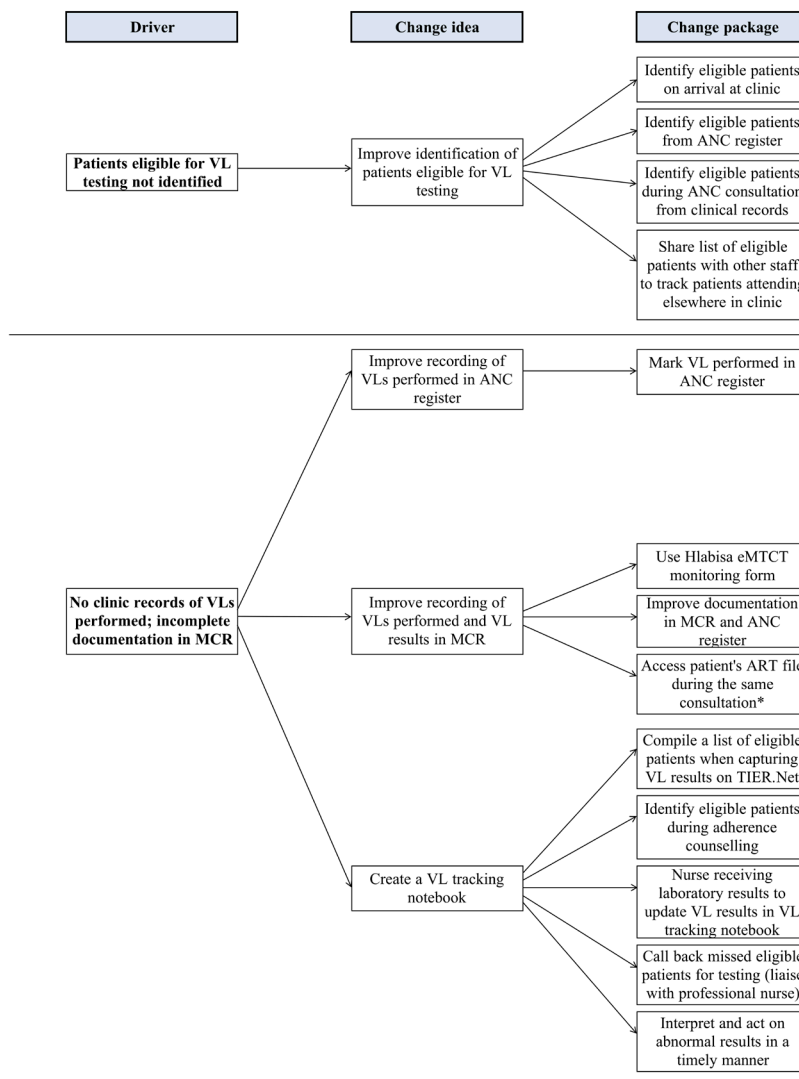 Driver
Change idea
Change package
Patients eligible for VL
testing not identified
Improve identification of
patients eligible for VL
testing
Identify eligible patients
on arrival at clinic
Identify eligible patients
from ANC register
Identify eligible patients
during ANC consultation
from clinical records
Share list of eligible
patients with other staff
to track patients attending
elsewhere in clinic
No clinic records of VLs
performed; incomplete
documentation in MCR
Improve recording of
VLs performed in ANC
register
Mark VL performed in
ANC register
Improve recording of
VLs performed and VL
results in MCR
Use Hlabisa eMTCT
monitoring form
Improve documentation
in MCR and ANC
register
Access patient's ART file
during the same
consultation*
Create a VL tracking
notebook
Compile a list of eligible
patients when capturing
VL results on TIER.Net
Identify eligible patients
during adherence
counselling
Nurse receiving
laboratory results to
update VL results in VL
tracking notebook
Call back missed eligible
patients for testing (liaise
with professional nurse)
Interpret and act on
abnormal results in a
timely manner